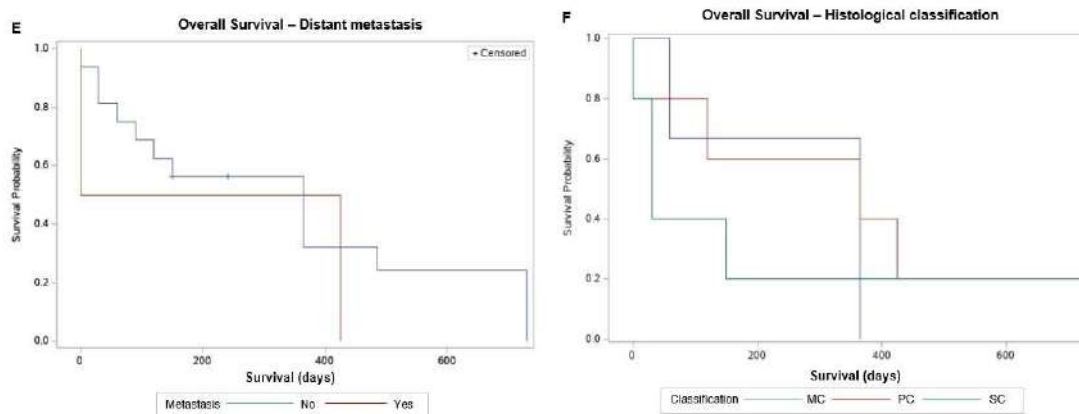 E
Overall Survival – Distant metastasis
+ Censored
1.0
0.8
0.6
0.4
0.2
0.0
Survival Probability
0 200 400 600
Survival (days)
Metastasis No Yes
F
Overall Survival – Histological classification
1.0
0.8
0.6
0.4
0.2
0.0
Survival Probability
0 200 400 600
Survival (days)
Classification MC PC SC